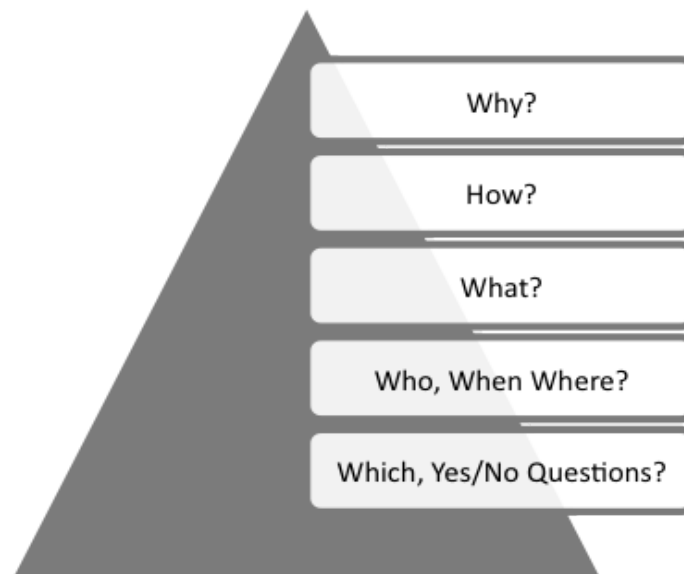 Why?
How?
What?
Who, When Where?
Which, Yes/No Questions?